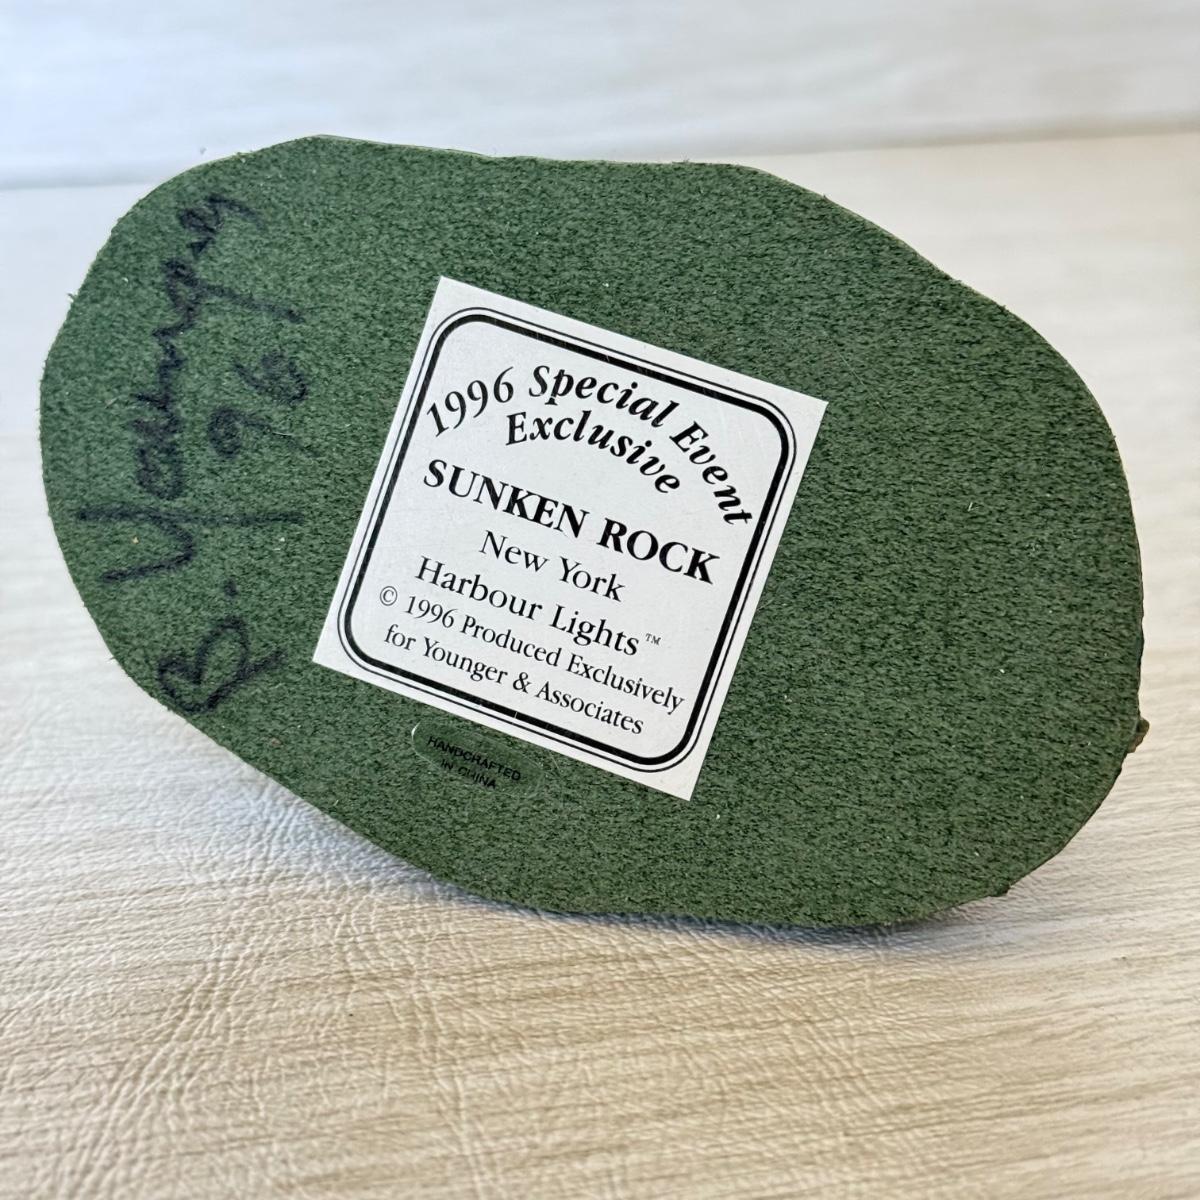 1996 Special Event
Exclusive
SUNKEN ROCK
New York
Harbour Lights™
© 1996 Produced Exclusively
for Younger & Associates
HANDCRAFTED
IN CHINA
B. Younger
'96